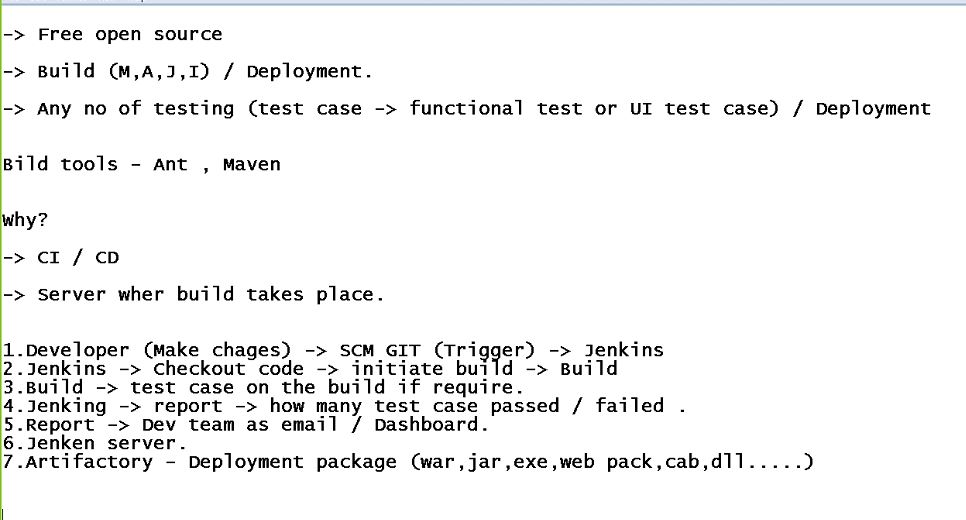 -> Free open source
-> Build (M,A,J,I) / Deployment.
-> Any no of testing (test case -> functional test or UI test case) / Deployment
Bild tools - Ant , Maven
Why?
-> CI / CD
-> Server wher build takes place.
1.Developer (Make chages) -> SCM GIT (Trigger) -> Jenkins
2.Jenkins -> Checkout code -> initiate build -> Build
3.Build -> test case on the build if require.
4.Jenking -> report -> how many test case passed / failed .
5.Report -> Dev team as email / Dashboard.
6.Jenken server.
7.Artifactory - Deployment package (war,jar,exe,web pack,cab,dll.....)